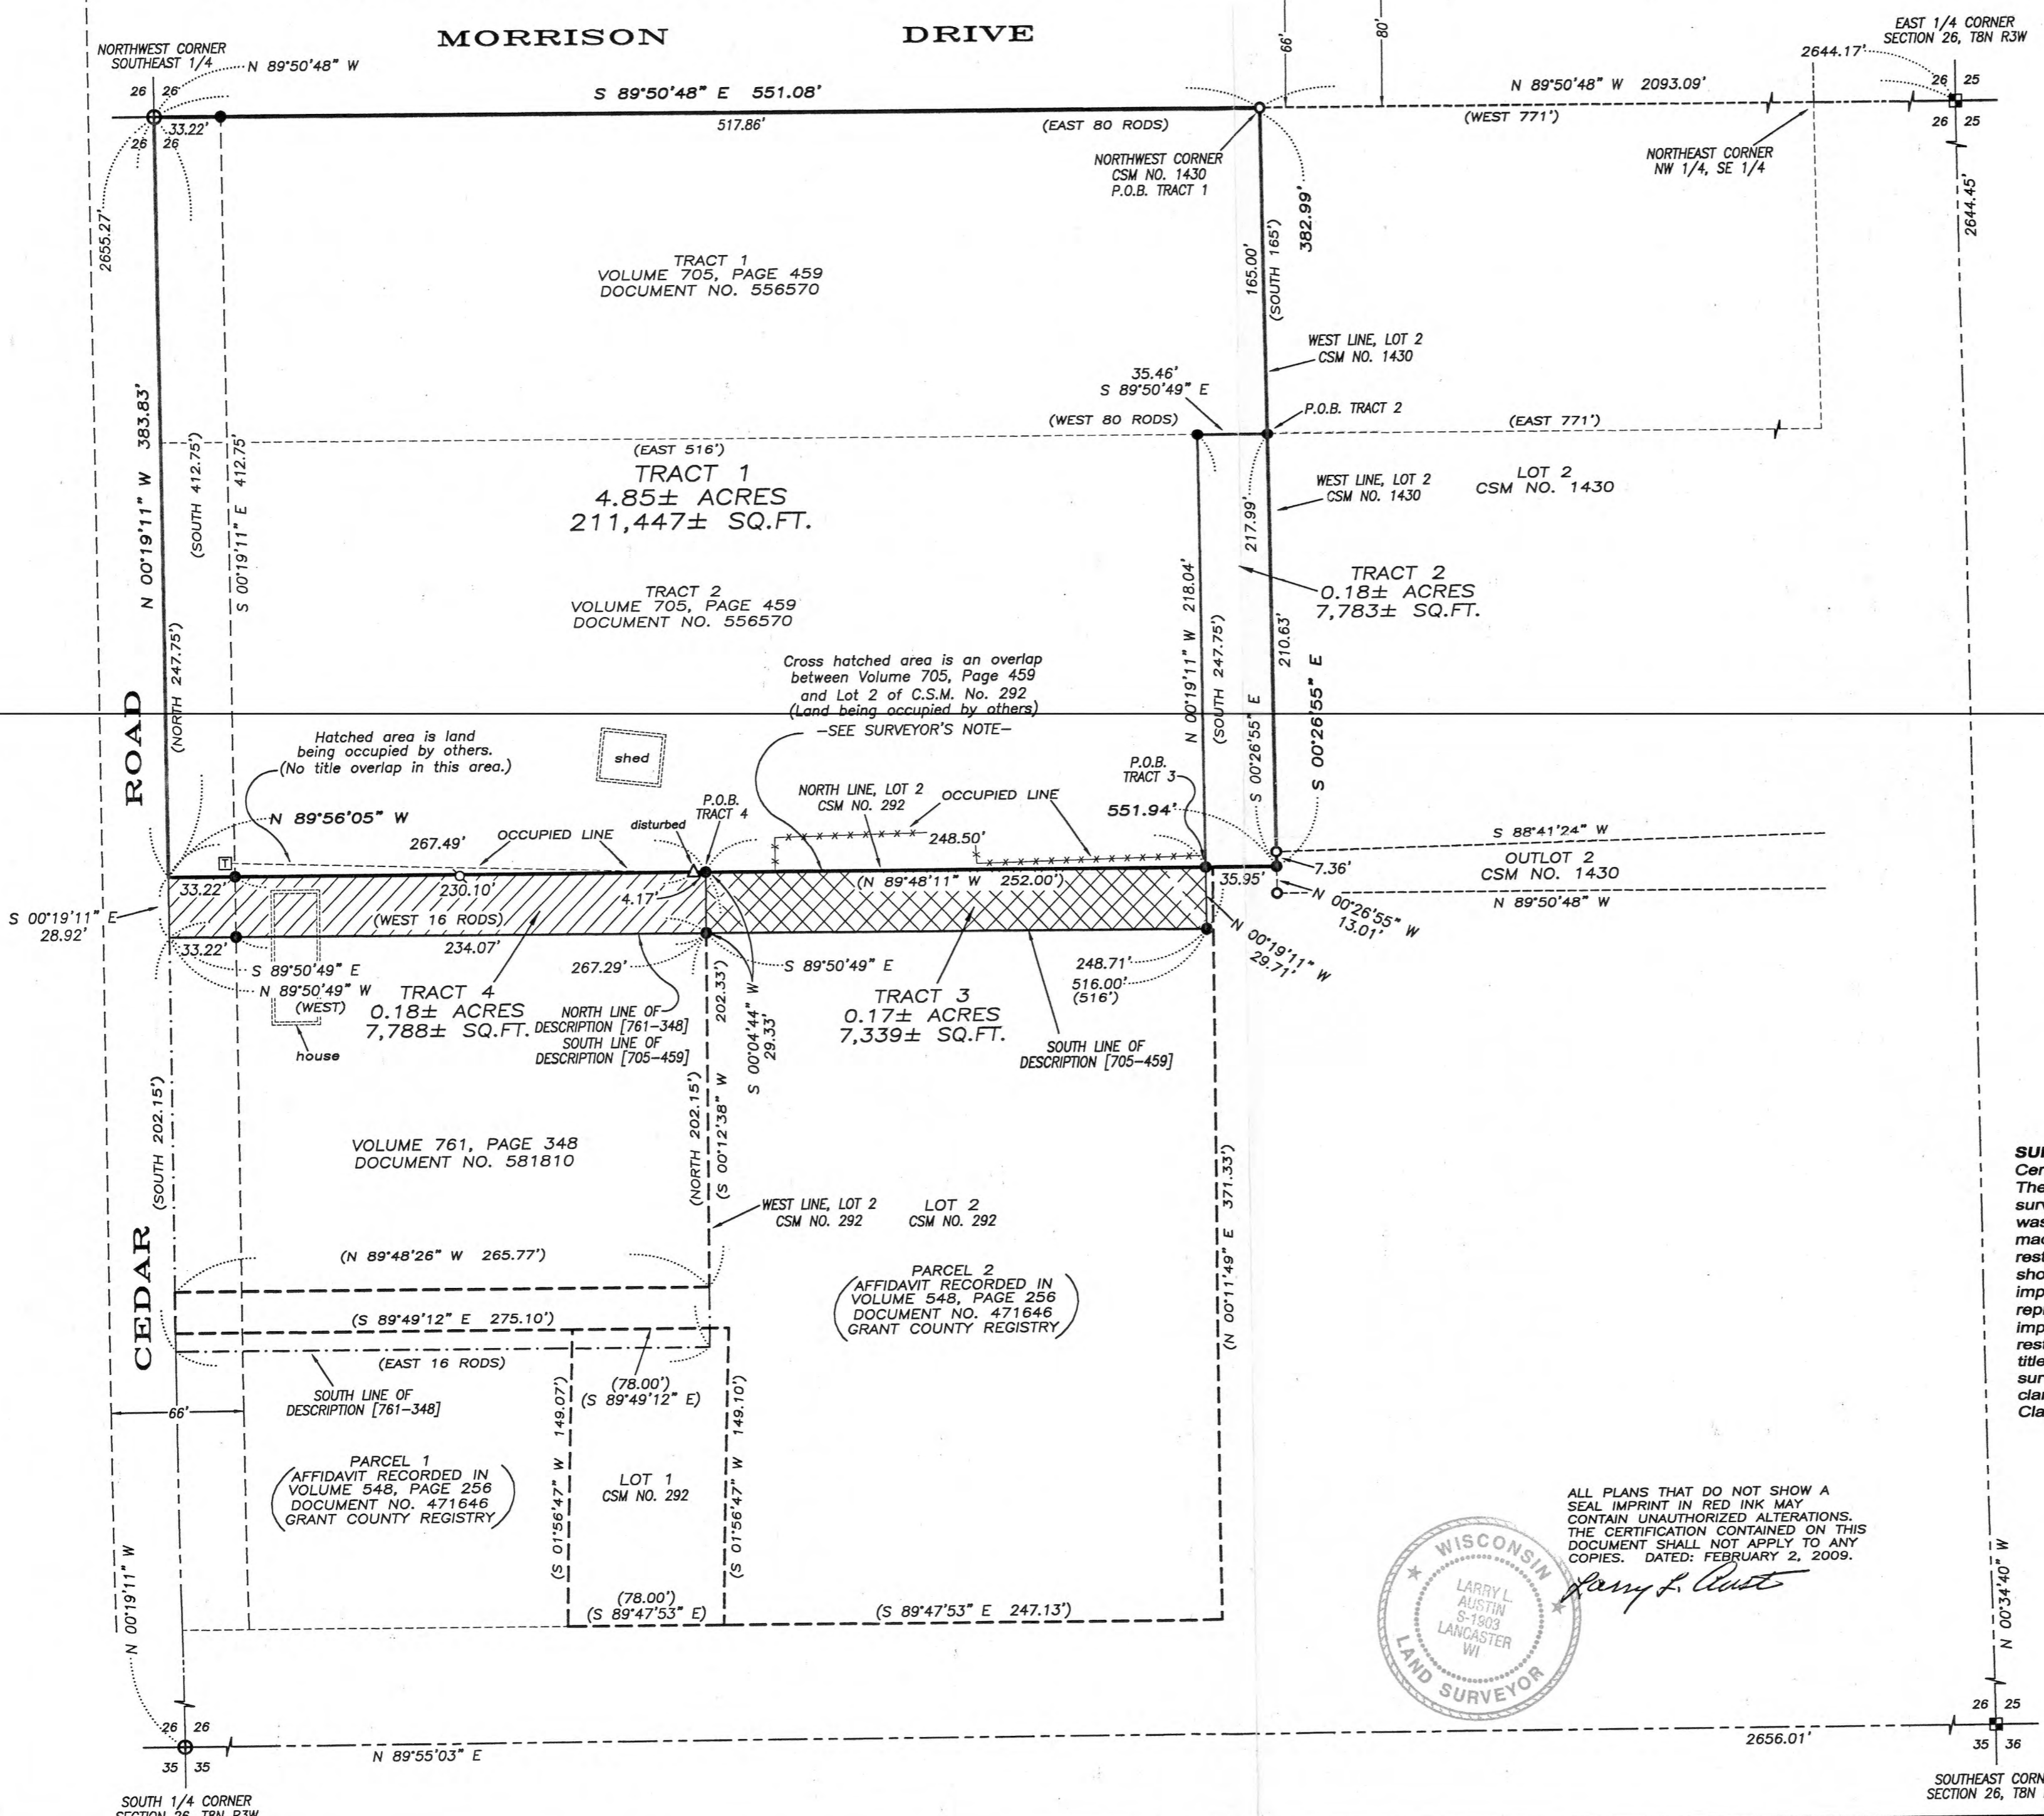 MORRISON DRIVE
66'
80'
EAST 1/4 CORNER
SECTION 26, T8N R3W
2644.17'
NORTHWEST CORNER
SOUTHEAST 1/4
N 89°50'48" W
26 26
26 26
33.22'
S 89°50'48" E 551.08'
517.86'
(EAST 80 RODS)
N 89°50'48" W 2093.09'
(WEST 771')
26 25
26 25
NORTHWEST CORNER
CSM NO. 1430
P.O.B. TRACT 1
NORTHEAST CORNER
NW 1/4, SE 1/4
2655.27'
2644.45'
382.99'
165.00'
(SOUTH 165')
TRACT 1
VOLUME 705, PAGE 459
DOCUMENT NO. 556570
WEST LINE, LOT 2
CSM NO. 1430
35.46'
S 89°50'49" E
(WEST 80 RODS)
P.O.B. TRACT 2
(EAST 771')
N 00°19'11" W 383.83'
(SOUTH 412.75')
S 00°19'11" E 412.75'
(EAST 516')
TRACT 1
4.85± ACRES
211,447± SQ.FT.
WEST LINE, LOT 2
CSM NO. 1430
LOT 2
CSM NO. 1430
217.99'
TRACT 2
0.18± ACRES
7,783± SQ.FT.
TRACT 2
VOLUME 705, PAGE 459
DOCUMENT NO. 556570
N 00°19'11" W 218.04'
(SOUTH 247.75')
210.63'
S 00°26'55" E
S 00°26'55" E
(NORTH 247.75')
ROAD
Cross hatched area is an overlap
between Volume 705, Page 459
and Lot 2 of C.S.M. No. 292
(Land being occupied by others)
—SEE SURVEYOR'S NOTE—
Hatched area is land
being occupied by others.
(No title overlap in this area.)
shed
P.O.B.
TRACT 3
P.O.B.
TRACT 4
NORTH LINE, LOT 2
CSM NO. 292
OCCUPIED LINE
551.94'
N 89°56'05" W
267.49'
OCCUPIED LINE
disturbed
248.50'
S 88°41'24" W
OUTLOT 2
CSM NO. 1430
N 89°50'48" W
T
33.22'
230.10'
4.17'
(N 89°48'11" W 252.00')
35.95'
7.36'
N 00°26'55" W
13.01'
S 00°19'11" E
28.92'
(WEST 16 RODS)
33.22'
234.07'
N 00°19'11" W
29.71'
S 89°50'49" E
N 89°50'49" W
(WEST)
267.29'
S 89°50'49" E
248.71'
516.00'
(516')
TRACT 4
0.18± ACRES
7,788± SQ.FT.
NORTH LINE OF
DESCRIPTION [761-348]
SOUTH LINE OF
DESCRIPTION [705-459]
TRACT 3
0.17± ACRES
7,339± SQ.FT.
SOUTH LINE OF
DESCRIPTION [705-459]
house
S 00°04'44" W
29.33'
(SOUTH 202.15')
(NORTH 202.15')
(S 00°12'38" W 202.33')
VOLUME 761, PAGE 348
DOCUMENT NO. 581810
WEST LINE, LOT 2
CSM NO. 292
LOT 2
CSM NO. 292
(N 00°11'49" E 371.33')
CEDAR
(N 89°48'26" W 265.77')
PARCEL 2
AFFIDAVIT RECORDED IN
VOLUME 548, PAGE 256
DOCUMENT NO. 471646
GRANT COUNTY REGISTRY
(S 89°49'12" E 275.10')
(EAST 16 RODS)
SOUTH LINE OF
DESCRIPTION [761-348]
(78.00')
(S 89°49'12" E)
66'
(S 01°56'47" W 149.07')
(S 01°56'47" W 149.10')
PARCEL 1
AFFIDAVIT RECORDED IN
VOLUME 548, PAGE 256
DOCUMENT NO. 471646
GRANT COUNTY REGISTRY
LOT 1
CSM NO. 292
(78.00')
(S 89°47'53" E)
(S 89°47'53" E 247.13')
ALL PLANS THAT DO NOT SHOW A
SEAL IMPRINT IN RED INK MAY
CONTAIN UNAUTHORIZED ALTERATIONS.
THE CERTIFICATION CONTAINED ON THIS
DOCUMENT SHALL NOT APPLY TO ANY
COPIES. DATED: FEBRUARY 2, 2009.
Larry L. Austin
WISCONSIN
LARRY L.
AUSTIN
S-1903
LANCASTER
WI
LAND SURVEYOR
N 00°19'11" W
N 00°34'40" W
26 26
35 35
N 89°55'03" E
2656.01'
26 25
35 36
SOUTH 1/4 CORNER
SECTION 26, T8N R3W
SOUTHEAST CORN
SECTION 26, T8N
The
was
title